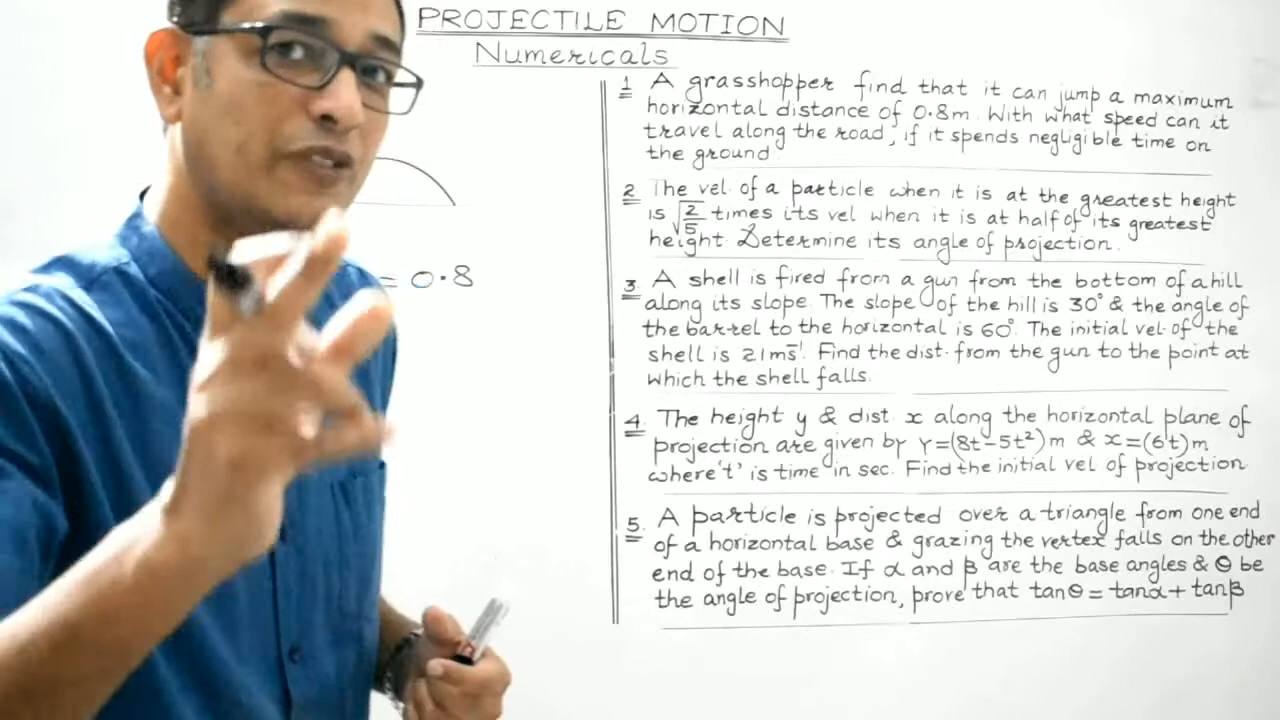 PROJECTILE MOTION
Numericals
= 0.8
1 A grasshopper find that it can jump a maximum
horizontal distance of 0.8m. With what speed can it
travel along the road, if it spends negligible time on
the ground
2 The vel. of a particle when it is at the greatest height
is √2/5 times its vel when it is at half of its greatest
height. Determine its angle of projection.
3. A shell is fired from a gun from the bottom of a hill
along its slope. The slope of the hill is 30° & the angle of
the barrel to the horizontal is 60°. The initial vel. of the
shell is 21ms⁻¹. Find the dist. from the gun to the point at
which the shell falls.
4. The height y & dist. x along the horizontal plane of
projection are given by Y=(8t-5t²)m & x=(6t)m
where 't' is time in sec. Find the initial vel of projection
5. A particle is projected over a triangle from one end
of a horizontal base & grazing the vertex falls on the other
end of the base. If α and β are the base angles & θ be
the angle of projection, prove that tanθ = tanα + tanβ